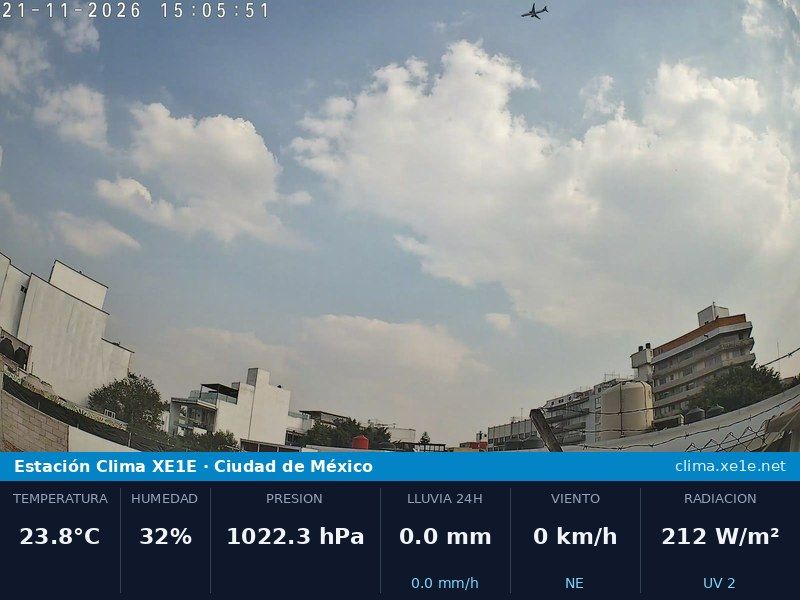 21-11-2026 15:05:51
Estación Clima XE1E · Ciudad de México
clima.xe1e.net
TEMPERATURA HUMEDAD PRESION LLUVIA 24H VIENTO RADIACION
23.8°C 32% 1022.3 hPa 0.0 mm 0 km/h 212 W/m²
0.0 mm/h NE UV 2